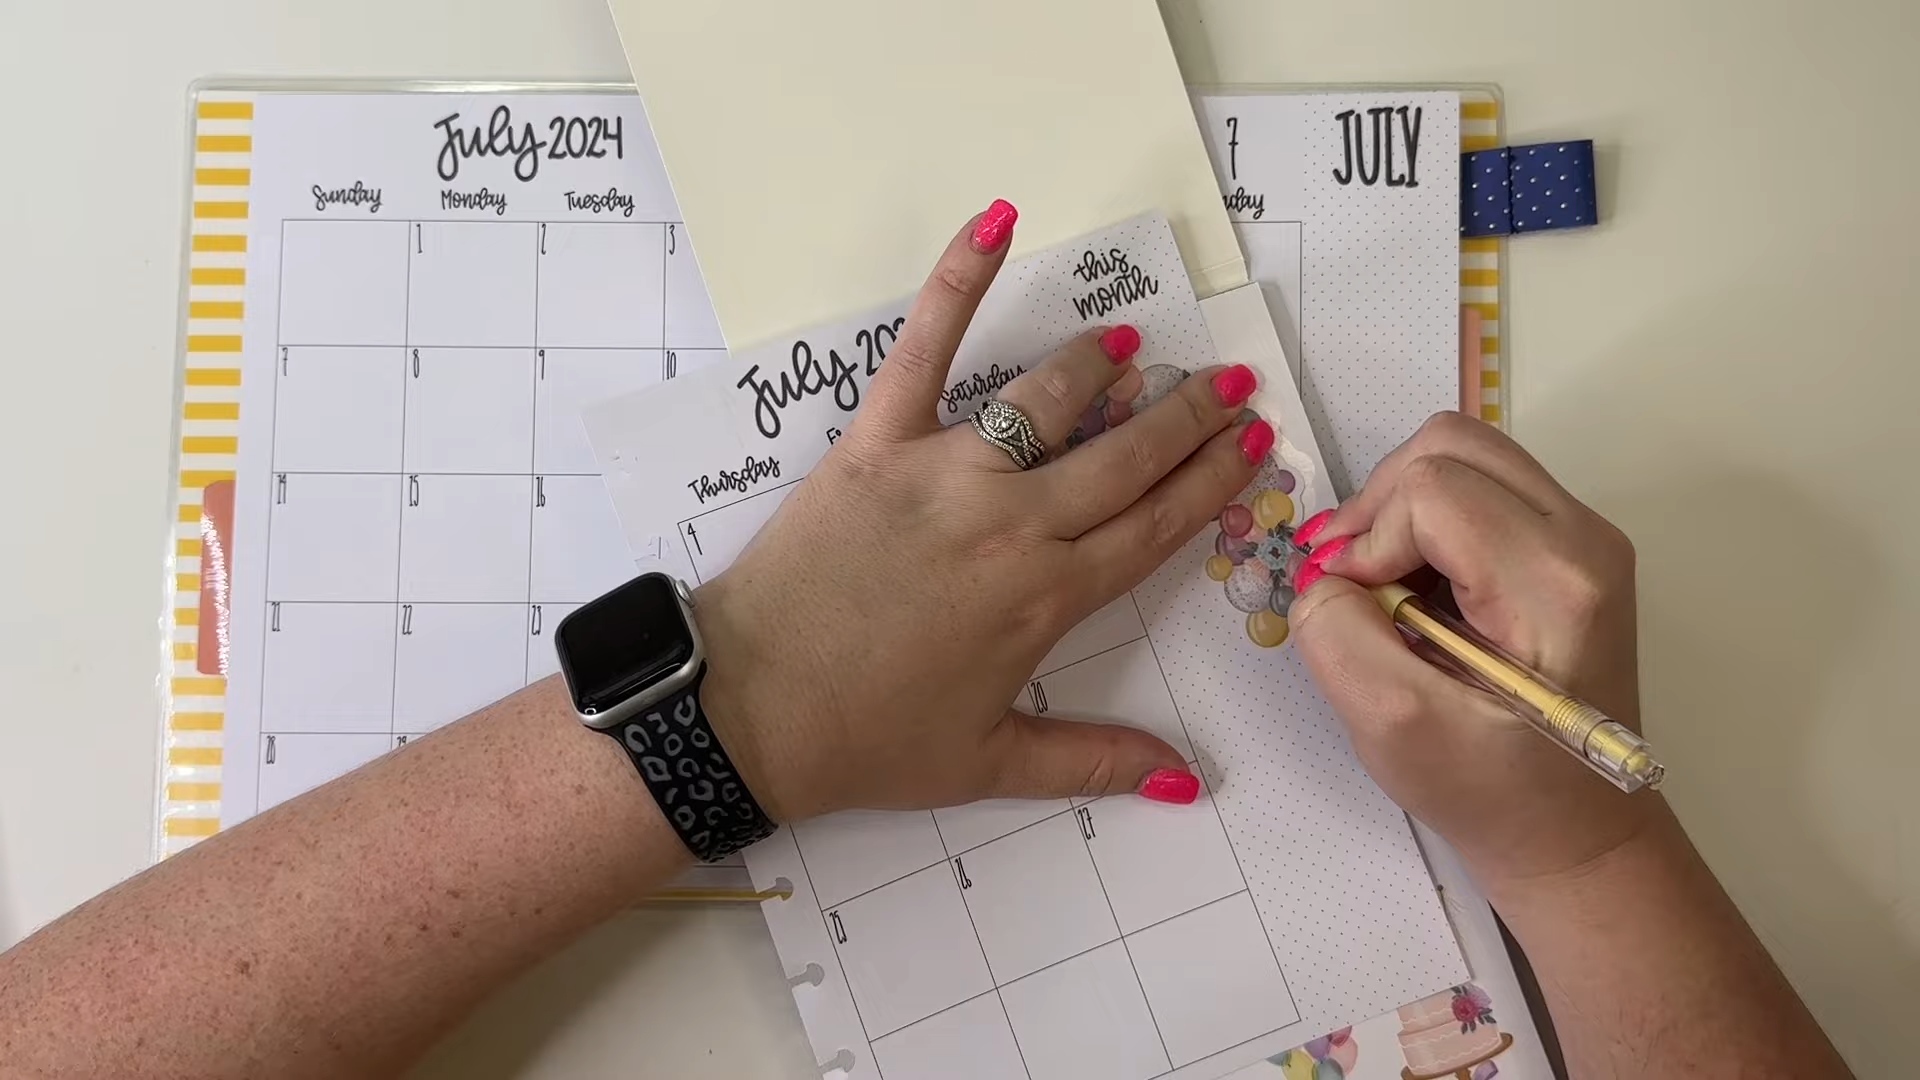 July 2024
Sunday Monday Tuesday
1 2 3
7 8 9 10
14 15 16
21 22 23
28
7
JULY
this
month
July
Saturday
Thursday
4
20
27
26
25